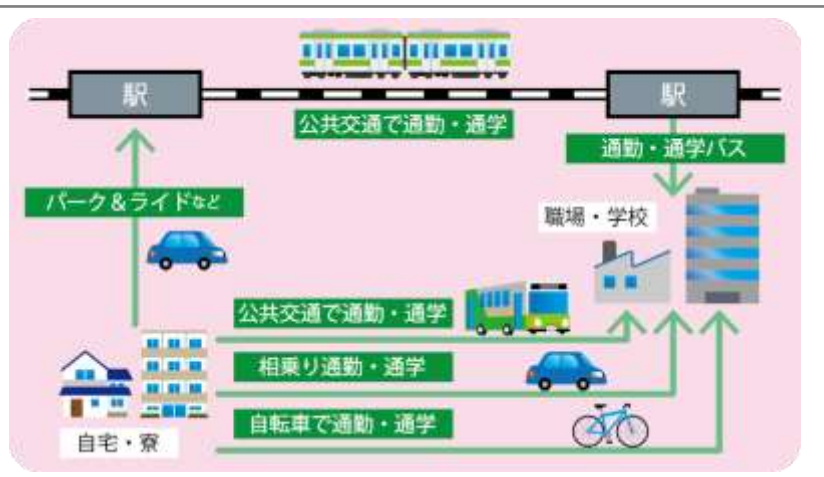 駅
駅
公共交通で通勤・通学
通勤・通学バス
パーク&ライドなど
職場・学校
公共交通で通勤・通学
相乗り通勤・通学
自転車で通勤・通学
自宅・寮